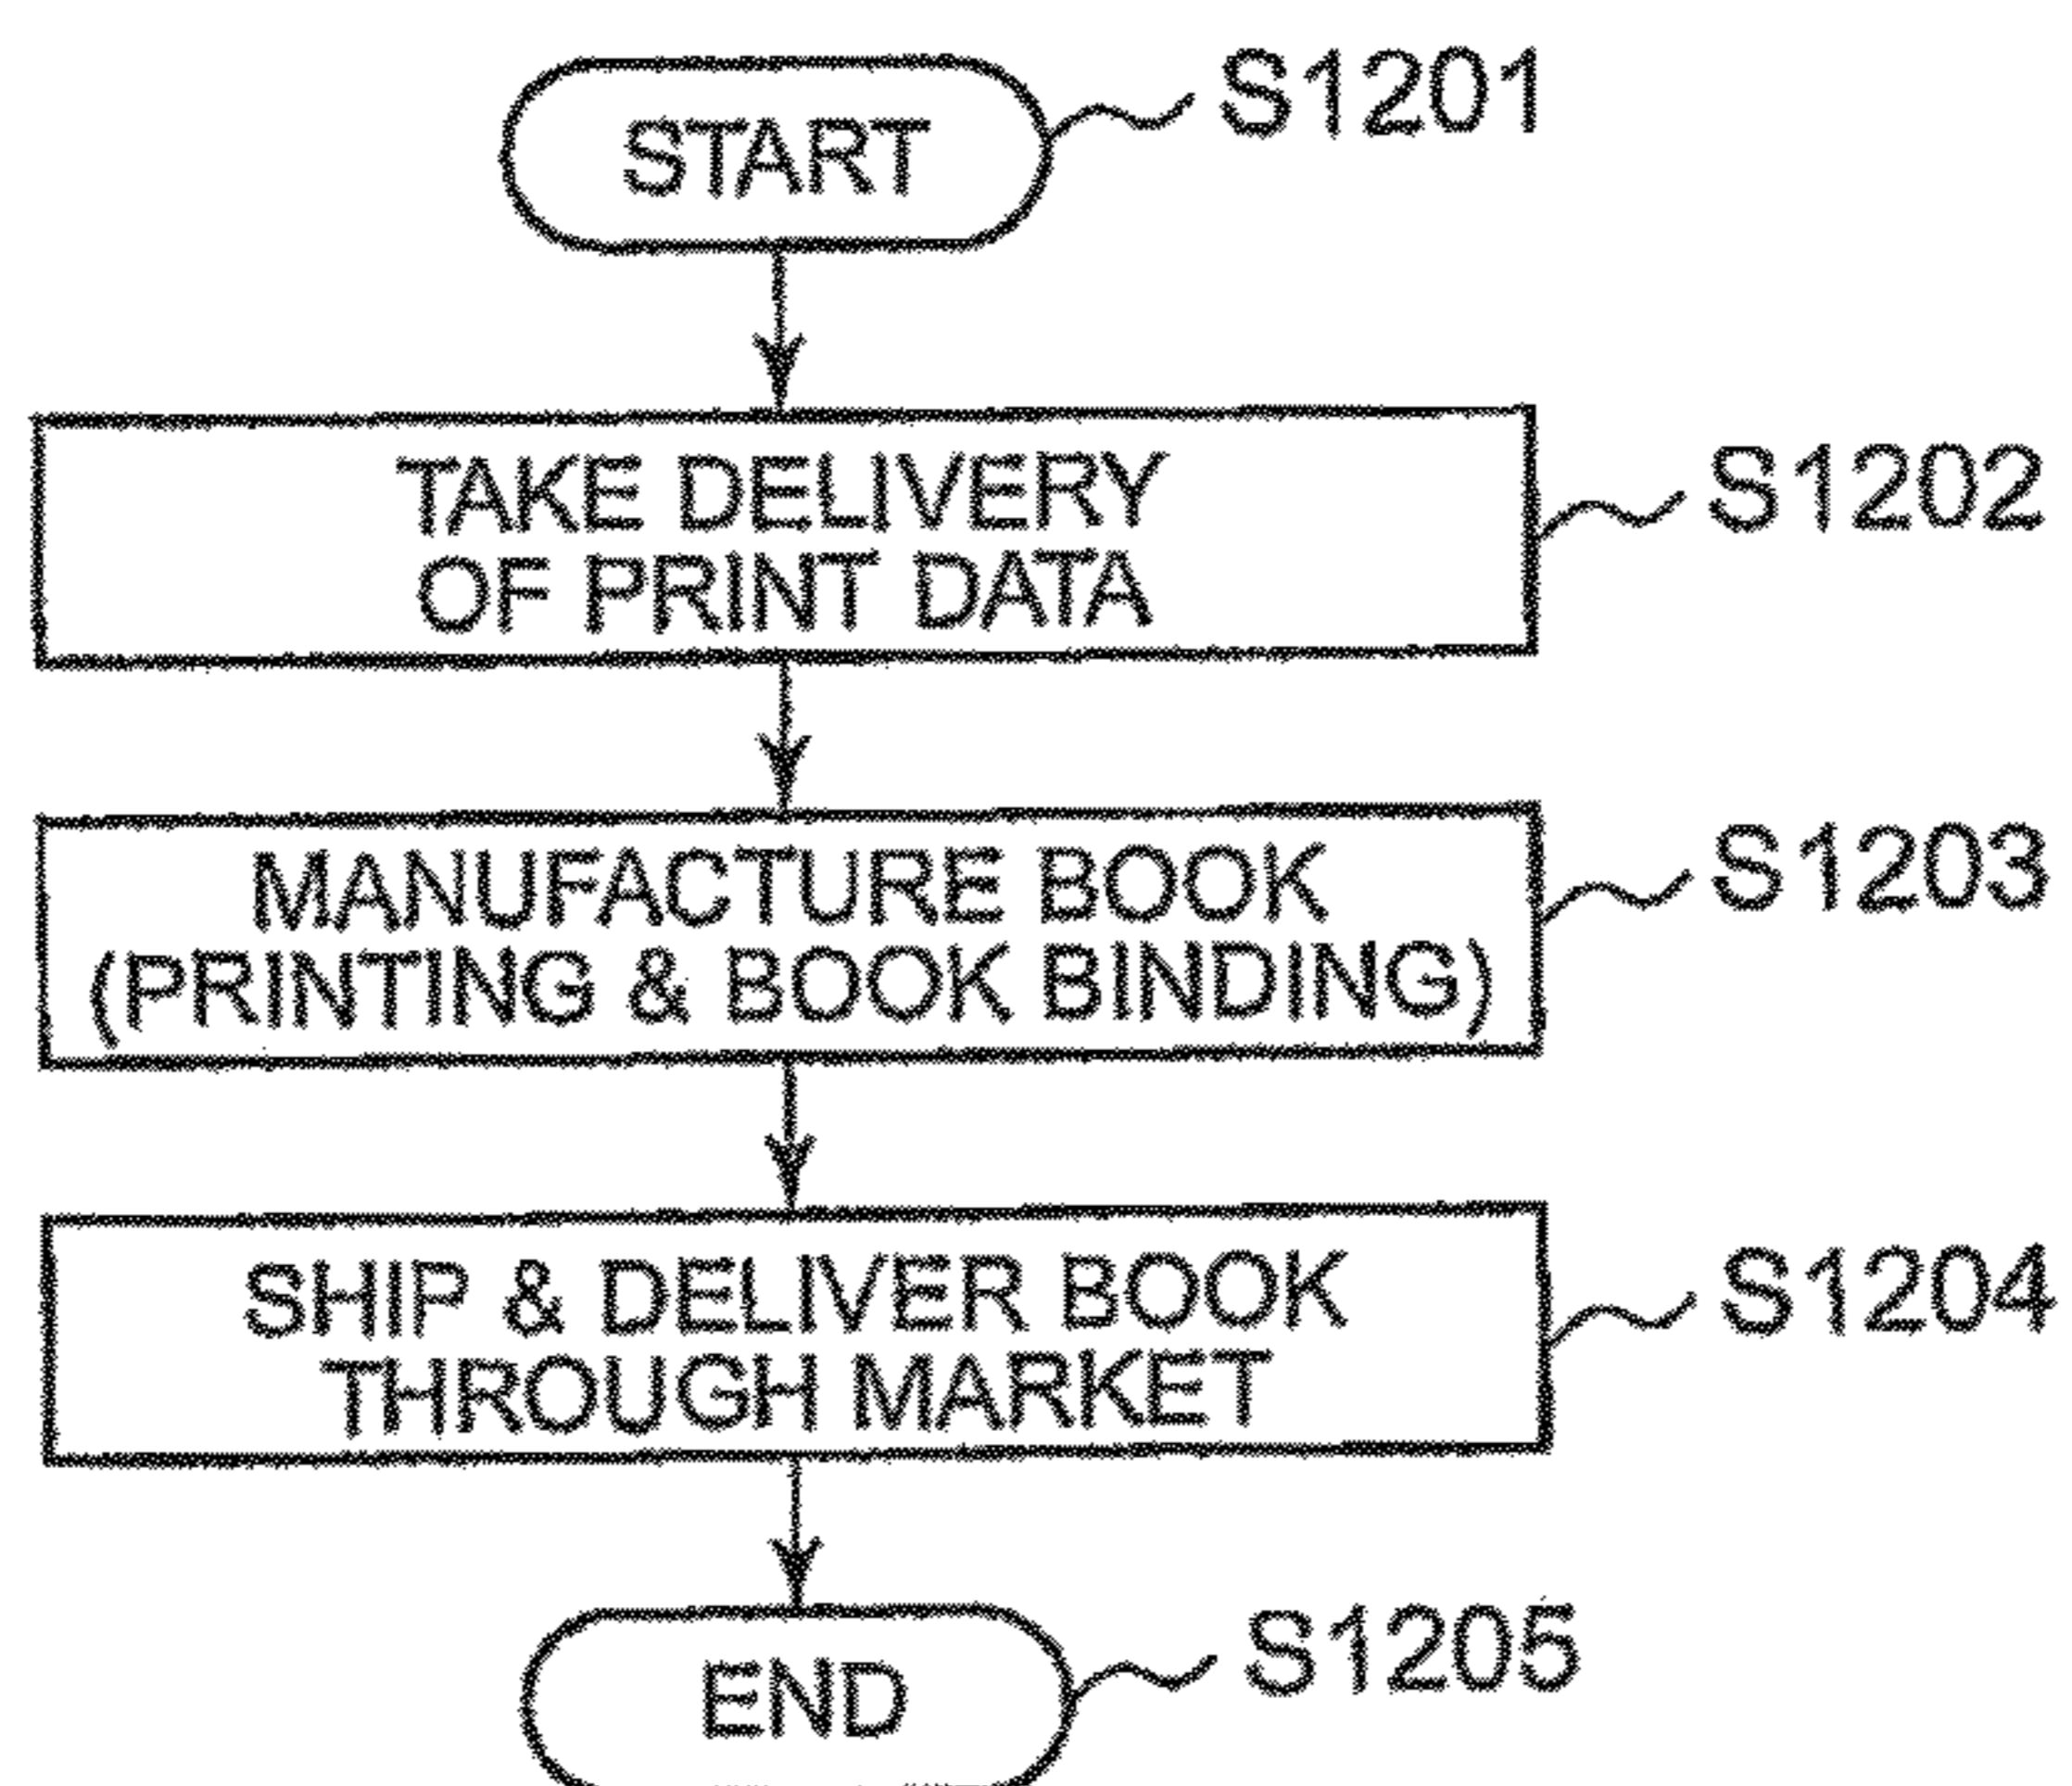 START
S1201
TAKE DELIVERY
OF PRINT DATA
S1202
MANUFACTURE BOOK
(PRINTING & BOOK BINDING)
S1203
SHIP & DELIVER BOOK
THROUGH MARKET
S1204
END
S1205